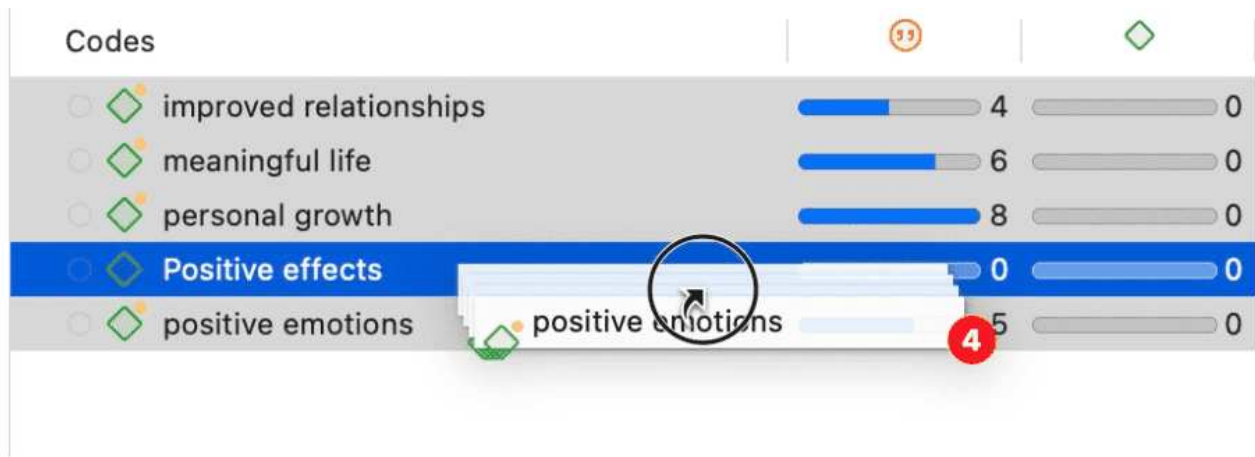 Codes
improved relationships 4 0
meaningful life 6 0
personal growth 8 0
Positive effects 0 0
positive emotions 5 0
positive emotions
4